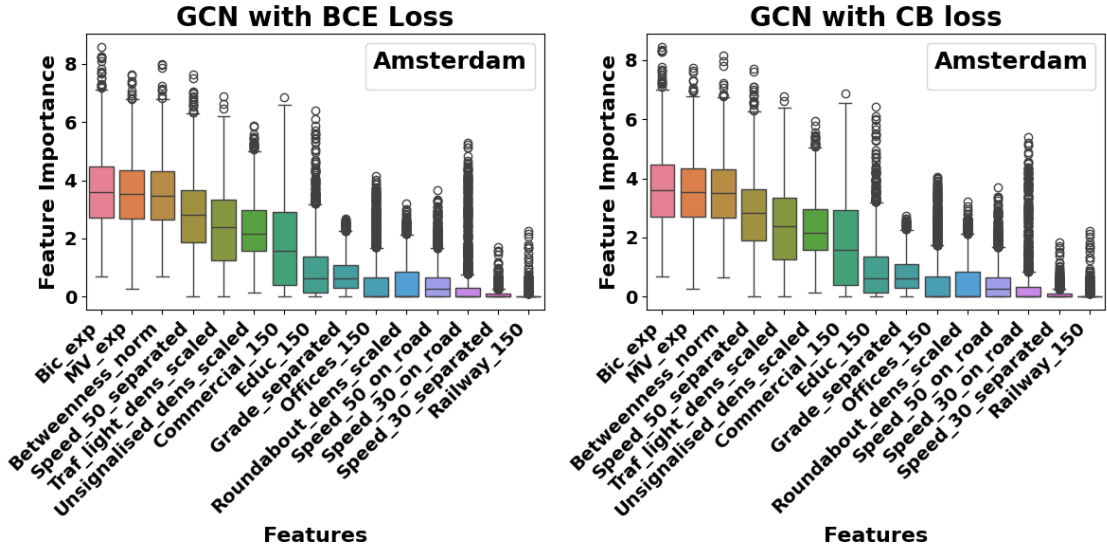 GCN with BCE Loss
Amsterdam
Feature Importance
8
6
4
2
0
Bic_exp
MV_exp
Betweenness_norm
Speed_50_separated
Traf_light_dens_scaled
Unsignalised_dens_scaled
Commercial_150
Educ_150
Grade_separated
Offices_150
Roundabout_dens_scaled
Speed_50_on_road
Speed_30_on_road
Speed_30_separated
Railway_150
Features
GCN with CB loss
Amsterdam
Feature Importance
8
6
4
2
0
Bic_exp
MV_exp
Betweenness_norm
Speed_50_separated
Traf_light_dens_scaled
Unsignalised_dens_scaled
Commercial_150
Educ_150
Grade_separated
Offices_150
Roundabout_dens_scaled
Speed_50_on_road
Speed_30_on_road
Speed_30_separated
Railway_150
Features